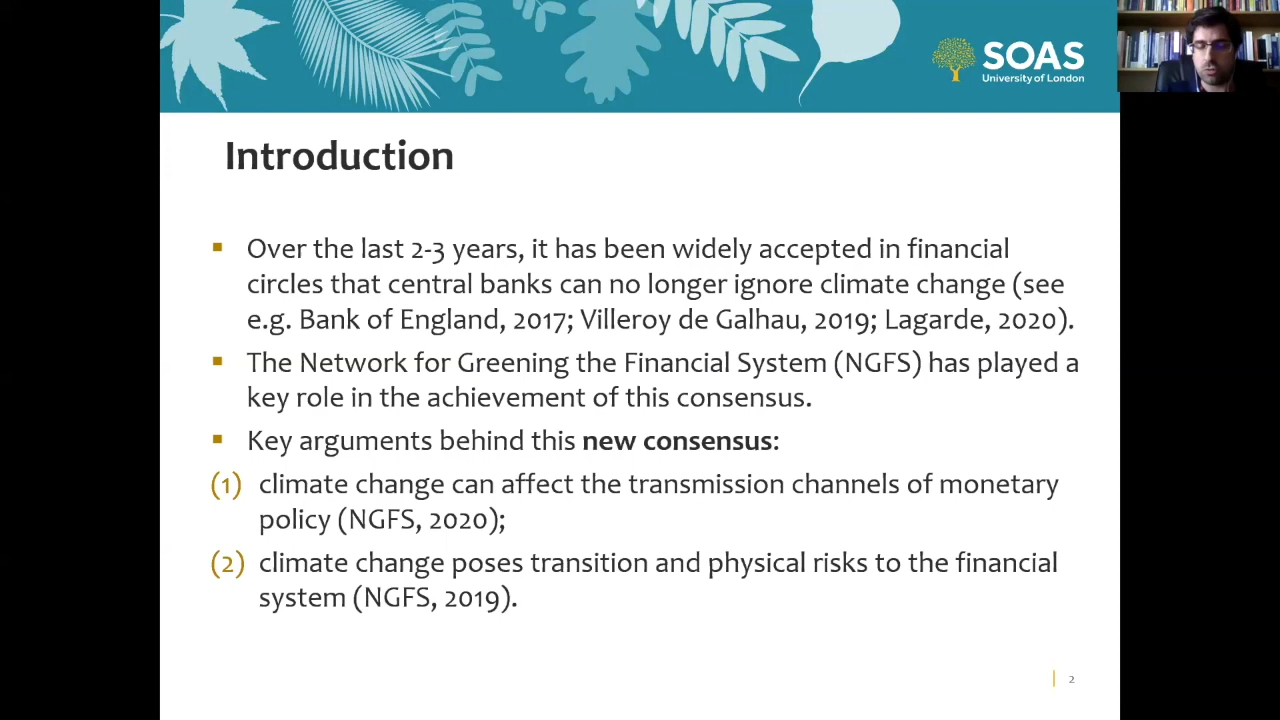 SOAS
University of London
Introduction
▪ Over the last 2-3 years, it has been widely accepted in financial
circles that central banks can no longer ignore climate change (see
e.g. Bank of England, 2017; Villeroy de Galhau, 2019; Lagarde, 2020).
▪ The Network for Greening the Financial System (NGFS) has played a
key role in the achievement of this consensus.
▪ Key arguments behind this new consensus:
(1) climate change can affect the transmission channels of monetary
policy (NGFS, 2020);
(2) climate change poses transition and physical risks to the financial
system (NGFS, 2019).
2